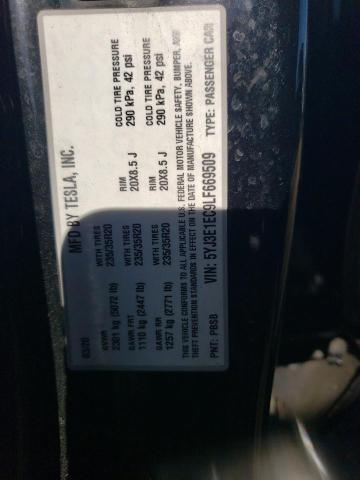 MFD BY TESLA, INC.
03/20
GVWR
2301 kg (5072 lb)
GAWR FRT WITH TIRES RIM COLD TIRE PRESSURE
1110 kg (2447 lb) 235/35R20 20X8.5 J 290 kPa, 42 psi
GAWR RR WITH TIRES RIM COLD TIRE PRESSURE
1257 kg (2771 lb) 235/35R20 20X8.5 J 290 kPa, 42 psi
THIS VEHICLE CONFORMS TO ALL APPLICABLE U.S. FEDERAL MOTOR VEHICLE SAFETY, BUMPER, AND
THEFT PREVENTION STANDARDS IN EFFECT ON THE DATE OF MANUFACTURE SHOWN ABOVE.
VIN: 5YJ3E1EC9LF669509 TYPE: PASSENGER CAR
PNT: PBSB